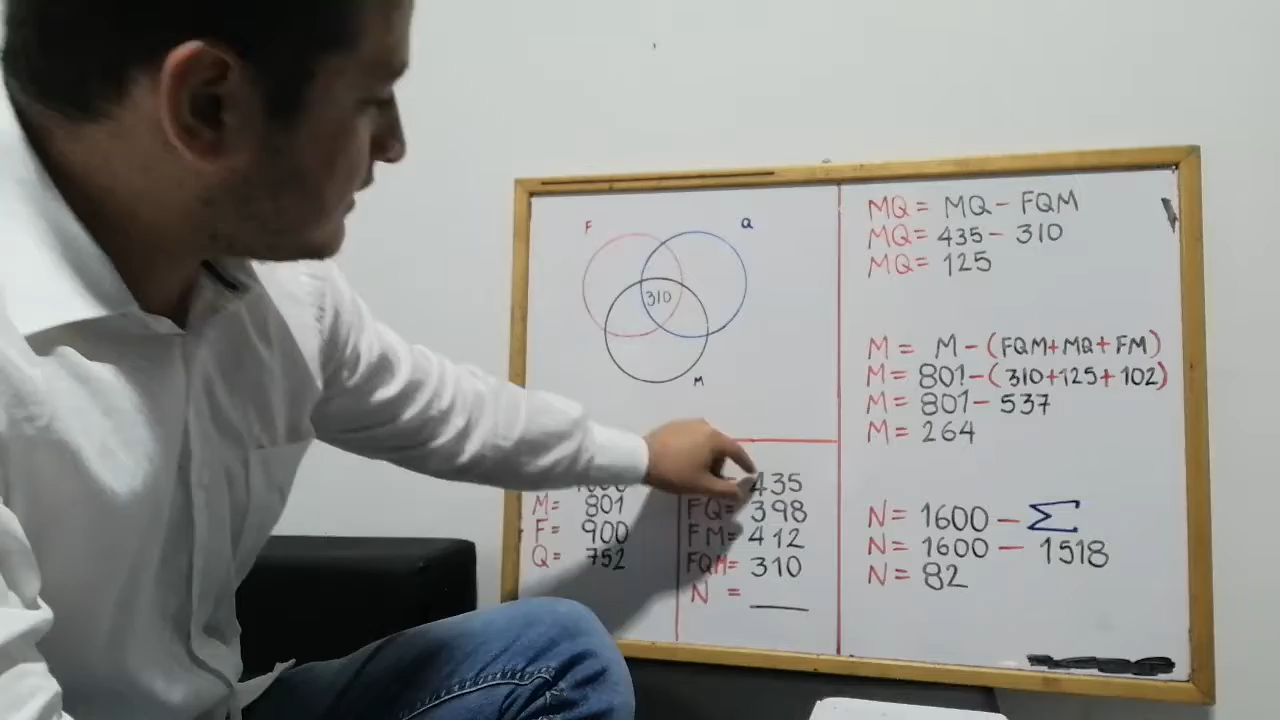 F
Q
310
M
M= 801
F= 900
Q= 752
435
FQ= 398
FM= 412
FQM= 310
N = ____
MQ= MQ- FQM
MQ= 435- 310
MQ= 125
M= M-(FQM+MQ+FM)
M= 801-(310+125+102)
M= 801- 537
M= 264
N= 1600- Σ
N= 1600- 1518
N= 82